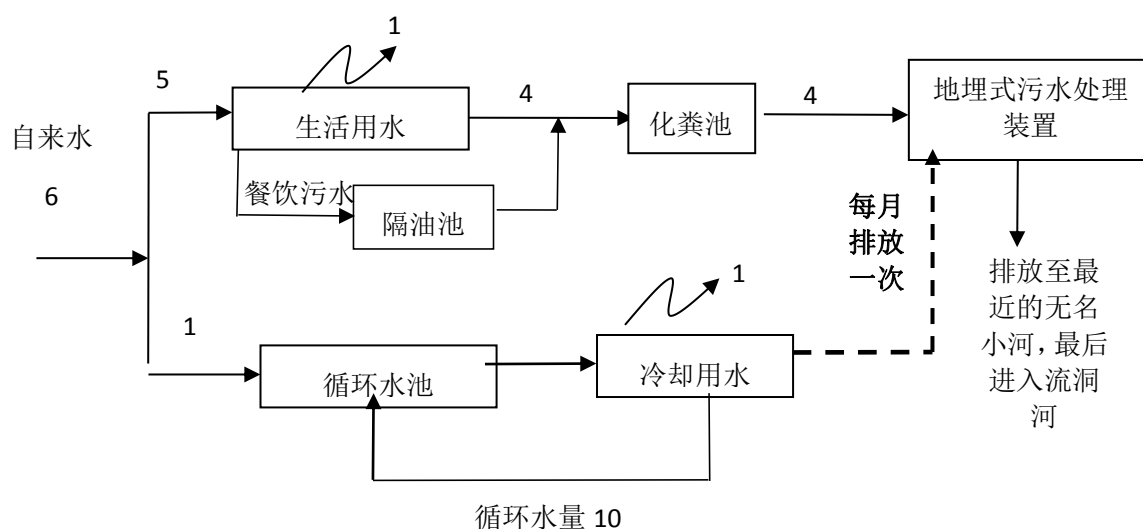 1
5
4
4
自来水
6
生活用水
化粪池
地埋式污水处理
装置
餐饮污水
隔油池
每月
排放
一次
排放至最
近的无名
小河，最后
进入流洞
河
1
1
循环水池
冷却用水
循环水量 10